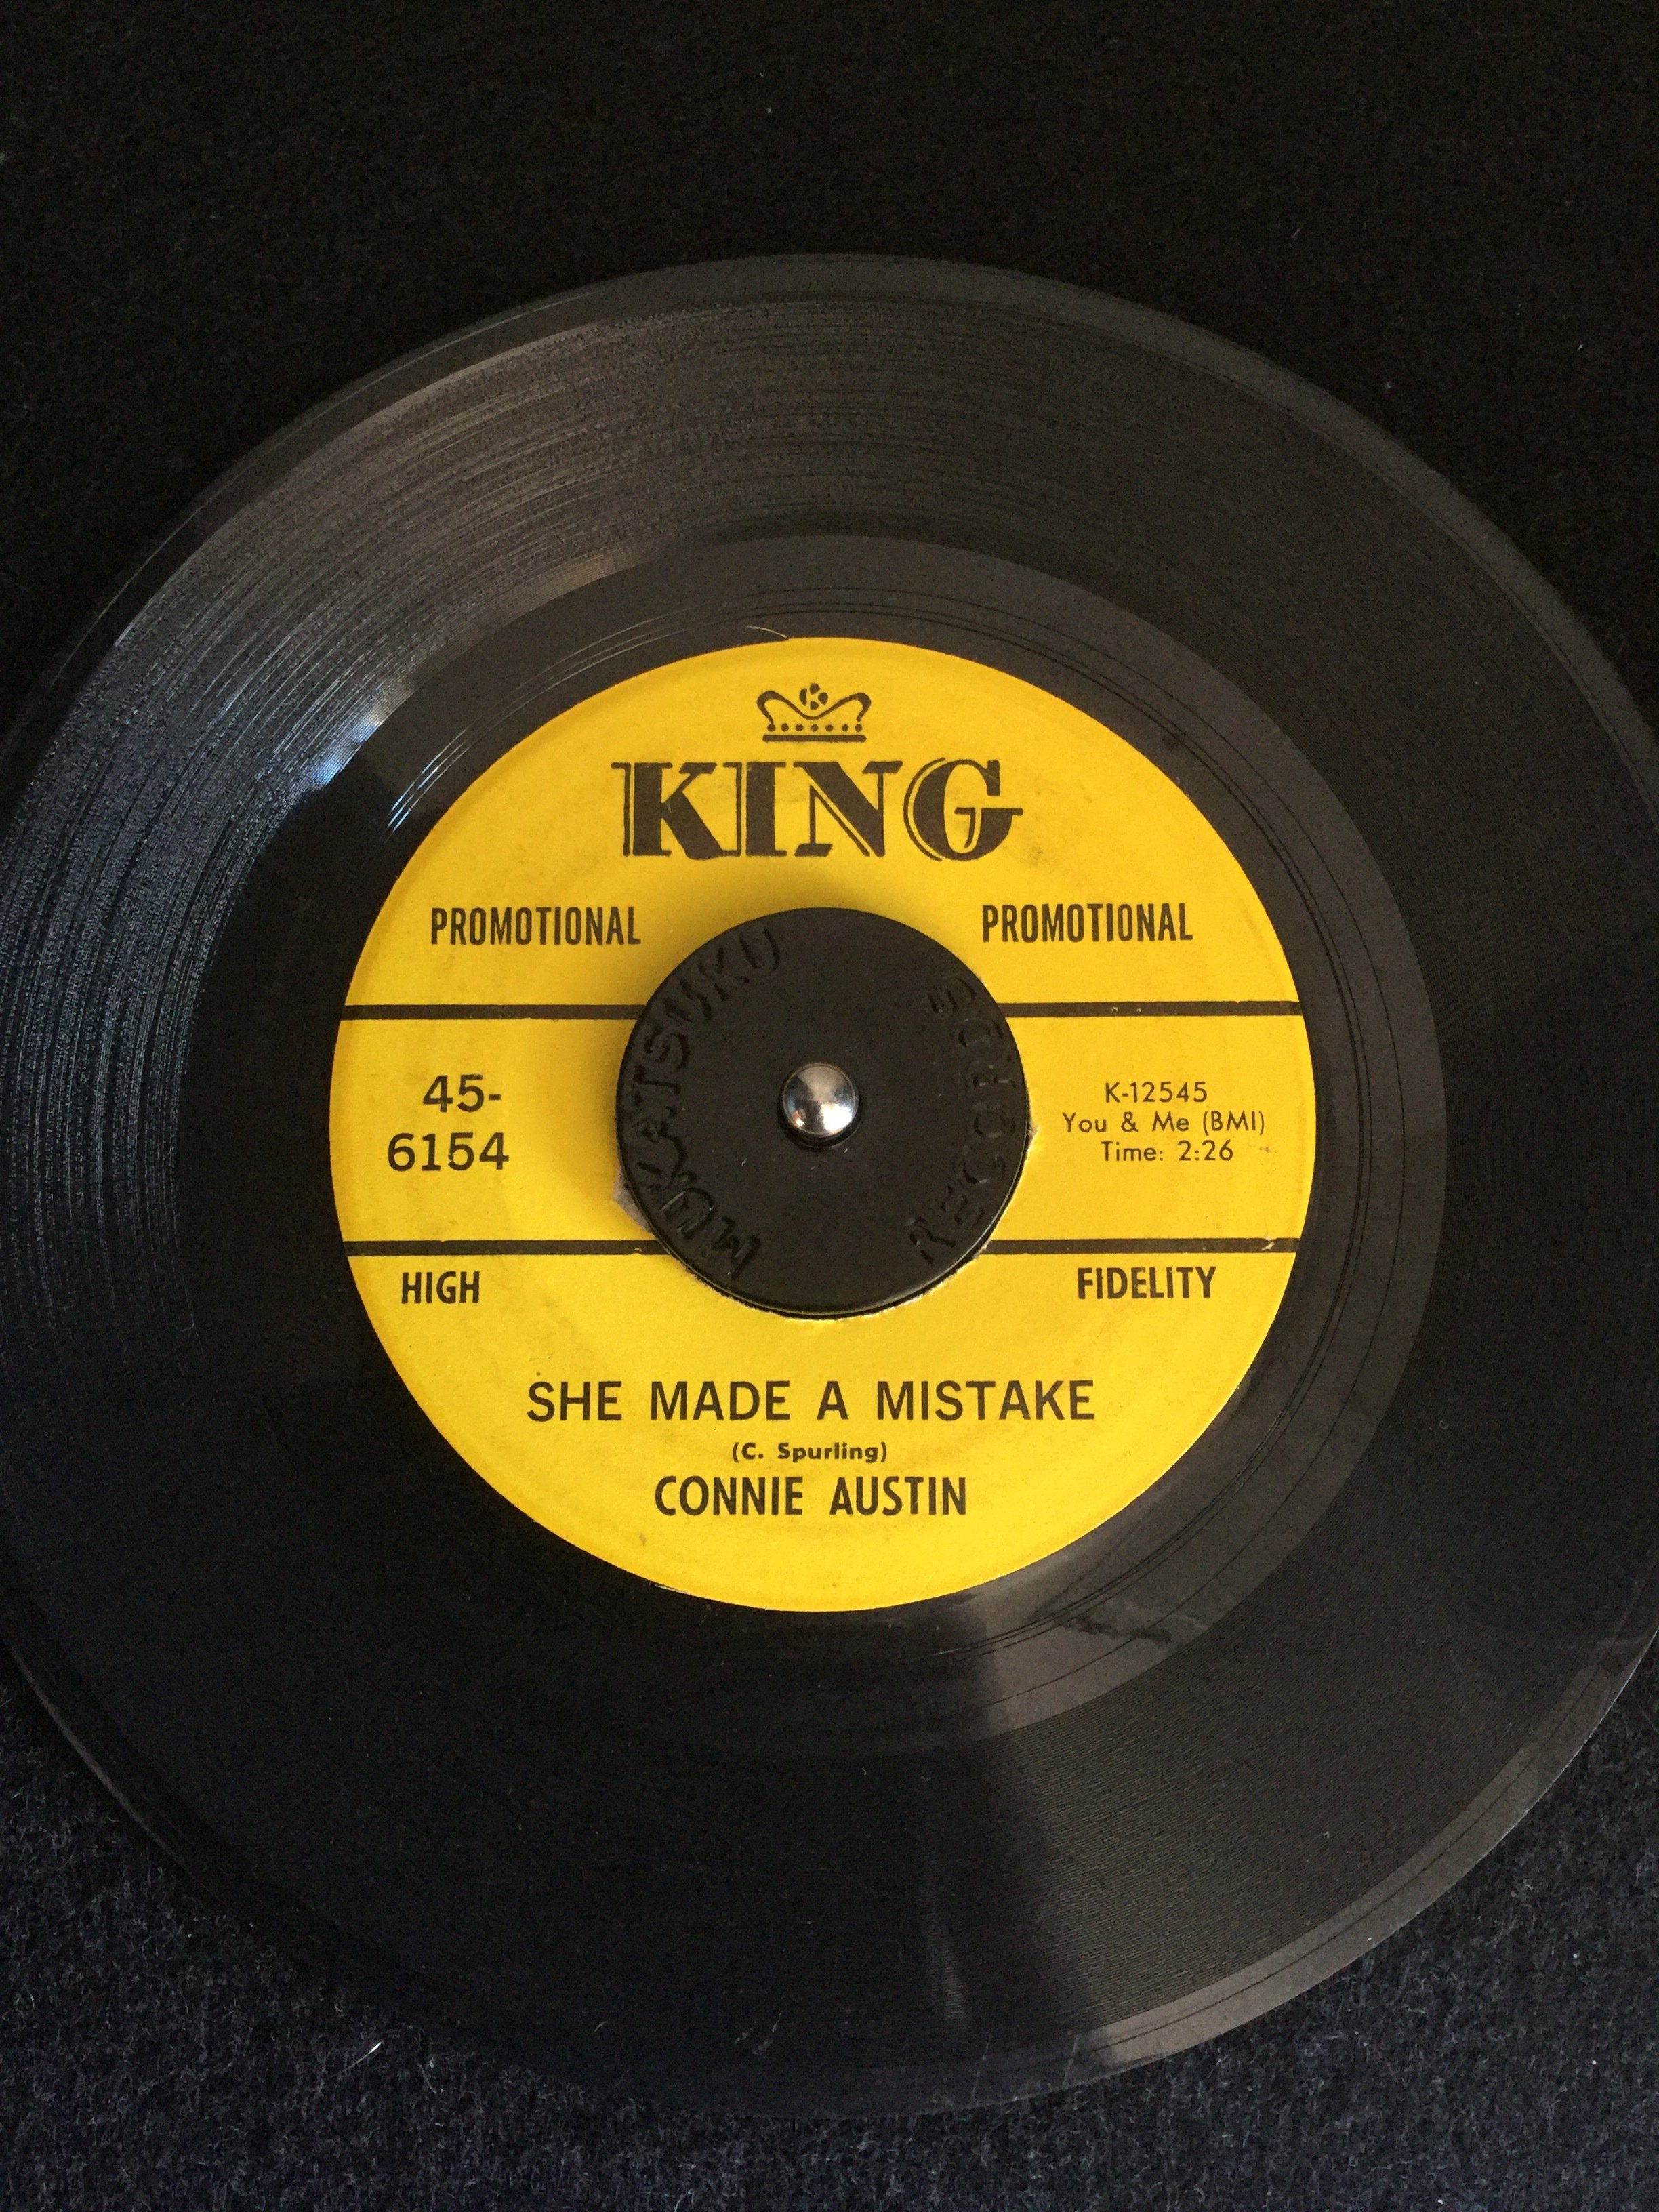 KING
PROMOTIONAL PROMOTIONAL
45-
6154
K-12545
You & Me (BMI)
Time: 2:26
MUKATSUKU
RECORDS
HIGH FIDELITY
SHE MADE A MISTAKE
(C. Spurling)
CONNIE AUSTIN